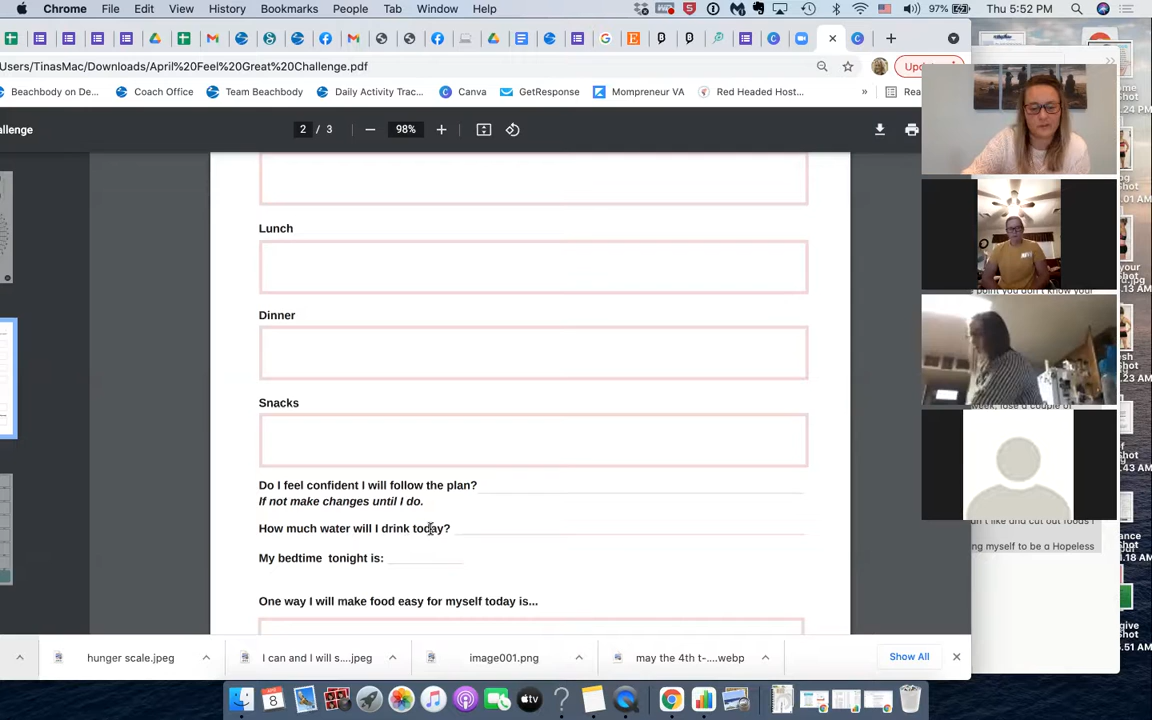 Chrome File Edit View History Bookmarks People Tab Window Help 97% Thu 5:52 PM
Users/TinasMac/Downloads/April%20Feel%20Great%20Challenge.pdf
Beachbody on De... Coach Office Team Beachbody Daily Activity Trac... Canva GetResponse Mompreneur VA Red Headed Host... »
allenge 2 / 3 98%
Lunch
Dinner
Snacks
Do I feel confident I will follow the plan?
If not make changes until I do.
How much water will I drink today?
My bedtime tonight is:
One way I will make food easy for myself today is...
hunger scale.jpeg I can and I will s....jpeg image001.png may the 4th t-....webp Show All
ng myself to be a Hopeless